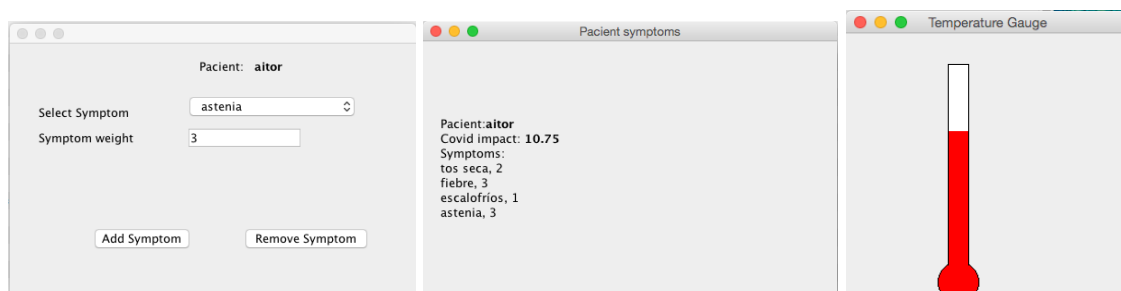 Pacient: aitor
Select Symptom
astenia
Symptom weight
3
Add Symptom
Remove Symptom
Pacient symptoms
Pacient:aitor
Covid impact: 10.75
Symptoms:
tos seca, 2
fiebre, 3
escalofríos, 1
astenia, 3
Temperature Gauge